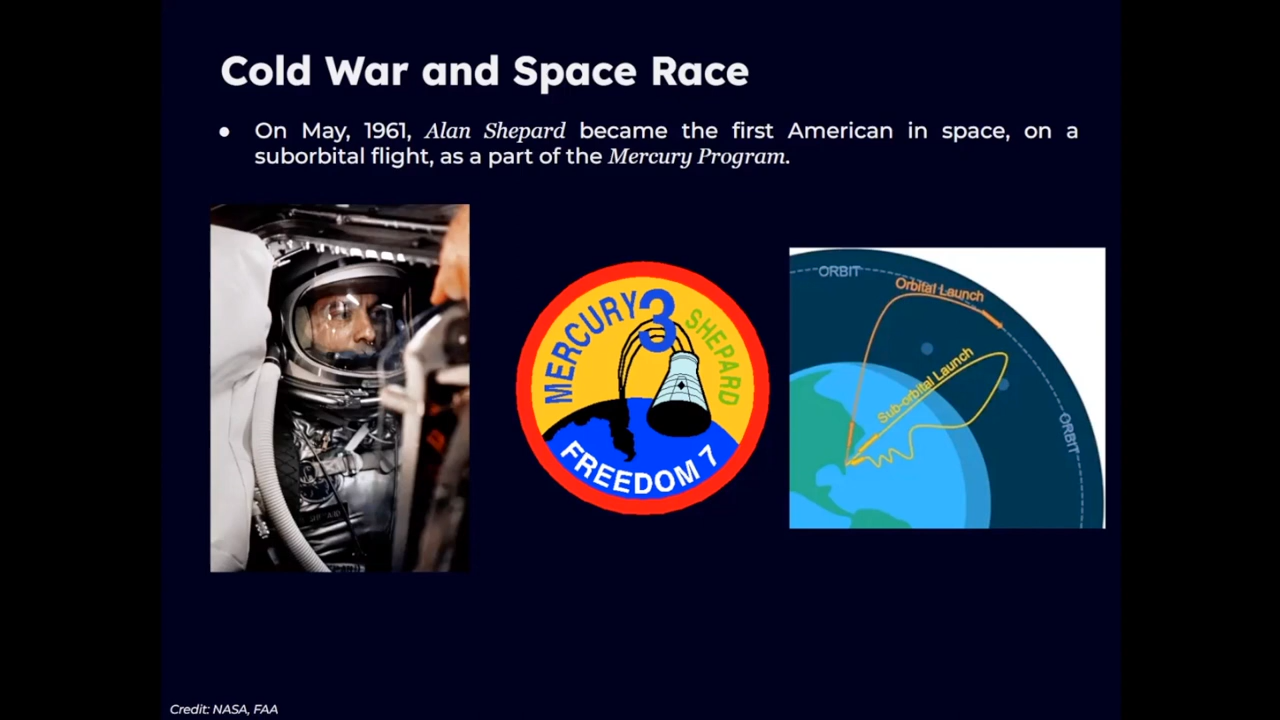 Cold War and Space Race
● On May, 1961, Alan Shepard became the first American in space, on a
suborbital flight, as a part of the Mercury Program.
MERCURY 3 SHEPARD
FREEDOM 7
ORBIT
Orbital Launch
Sub-orbital Launch
ORBIT
Credit: NASA, FAA